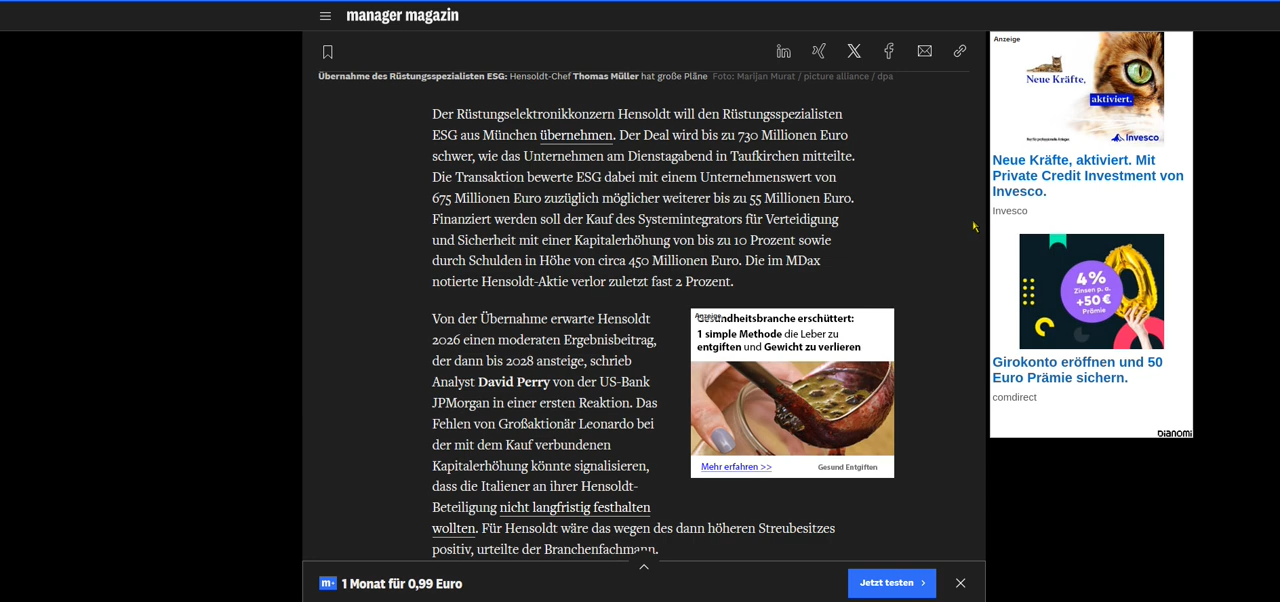 manager magazin
Übernahme des Rüstungsspezialisten ESG: Hensoldt-Chef Thomas Müller hat große Pläne Foto: Marijan Murat / picture alliance / dpa
Der Rüstungselektronikkonzern Hensoldt will den Rüstungsspezialisten
ESG aus München übernehmen. Der Deal wird bis zu 730 Millionen Euro
schwer, wie das Unternehmen am Dienstagabend in Taufkirchen mitteilte.
Die Transaktion bewerte ESG dabei mit einem Unternehmenswert von
675 Millionen Euro zuzüglich möglicher weiterer bis zu 55 Millionen Euro.
Finanziert werden soll der Kauf des Systemintegrators für Verteidigung
und Sicherheit mit einer Kapitalerhöhung von bis zu 10 Prozent sowie
durch Schulden in Höhe von circa 450 Millionen Euro. Die im MDax
notierte Hensoldt-Aktie verlor zuletzt fast 2 Prozent.
Von der Übernahme erwarte Hensoldt
2026 einen moderaten Ergebnisbeitrag,
der dann bis 2028 ansteige, schrieb
Analyst David Perry von der US-Bank
JPMorgan in einer ersten Reaktion. Das
Fehlen von Großaktionär Leonardo bei
der mit dem Kauf verbundenen
Kapitalerhöhung könnte signalisieren,
dass die Italiener an ihrer Hensoldt-
Beteiligung nicht langfristig festhalten
wollten. Für Hensoldt wäre das wegen des dann höheren Streubesitzes
positiv, urteilte der Branchenfachmann.
Anzeige
Gesundheitsbranche erschüttert:
1 simple Methode die Leber zu
entgiften und Gewicht zu verlieren
Mehr erfahren >>
Gesund Entgiften
Anzeige
Neue Kräfte,
aktiviert.
Invesco
Neue Kräfte, aktiviert. Mit
Private Credit Investment von
Invesco.
Invesco
4%
Zinsen p. a.
+50 €
Prämie
Girokonto eröffnen und 50
Euro Prämie sichern.
comdirect
DIANOMI
m+ 1 Monat für 0,99 Euro
Jetzt testen